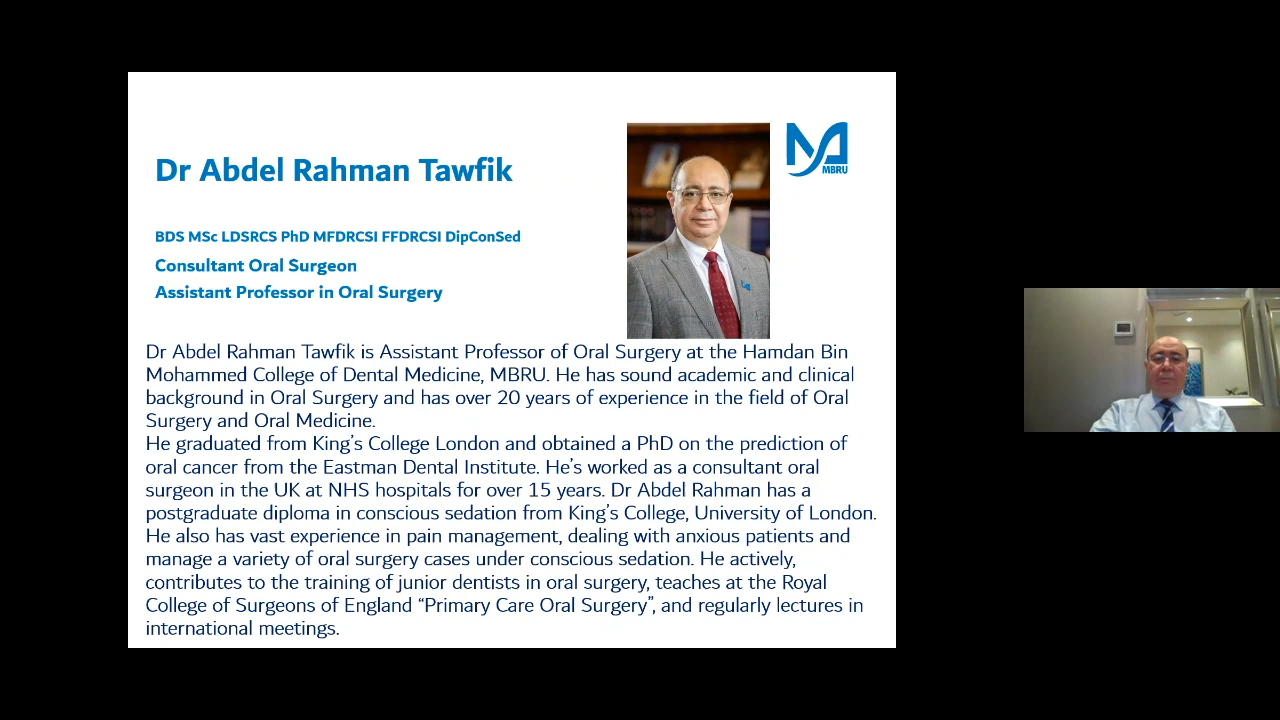 Dr Abdel Rahman Tawfik
MBRU
BDS MSc LDSRCS PhD MFDRCSI FFDRCSI DipConSed
Consultant Oral Surgeon
Assistant Professor in Oral Surgery
Dr Abdel Rahman Tawfik is Assistant Professor of Oral Surgery at the Hamdan Bin
Mohammed College of Dental Medicine, MBRU. He has sound academic and clinical
background in Oral Surgery and has over 20 years of experience in the field of Oral
Surgery and Oral Medicine.
He graduated from King’s College London and obtained a PhD on the prediction of
oral cancer from the Eastman Dental Institute. He’s worked as a consultant oral
surgeon in the UK at NHS hospitals for over 15 years. Dr Abdel Rahman has a
postgraduate diploma in conscious sedation from King’s College, University of London.
He also has vast experience in pain management, dealing with anxious patients and
manage a variety of oral surgery cases under conscious sedation. He actively,
contributes to the training of junior dentists in oral surgery, teaches at the Royal
College of Surgeons of England “Primary Care Oral Surgery”, and regularly lectures in
international meetings.